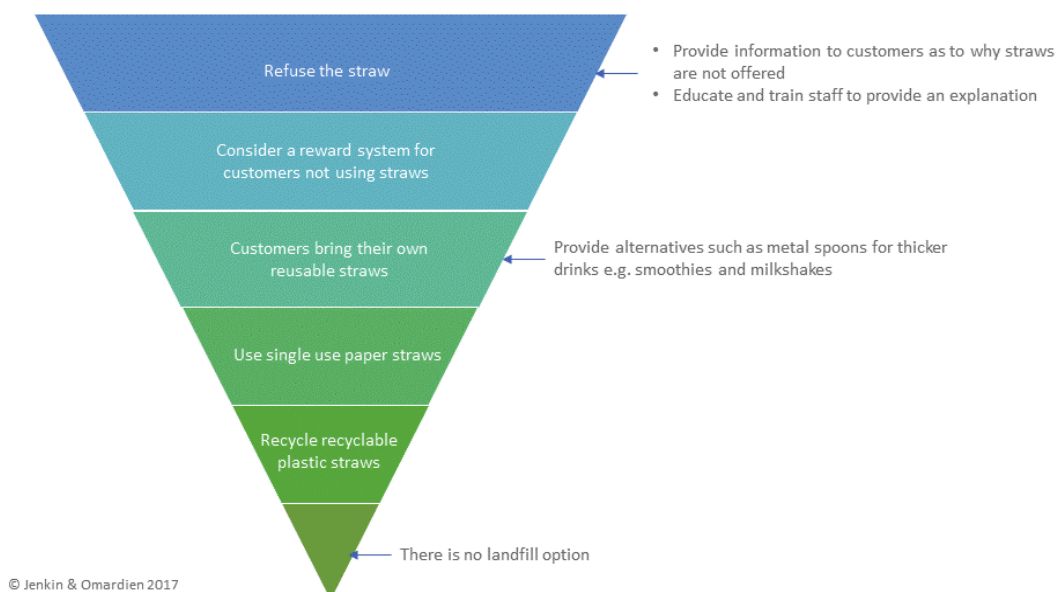 Refuse the straw
• Provide information to customers as to why straws
are not offered
• Educate and train staff to provide an explanation
Consider a reward system for
customers not using straws
Customers bring their own
reusable straws
Provide alternatives such as metal spoons for thicker
drinks e.g. smoothies and milkshakes
Use single use paper straws
Recycle recyclable
plastic straws
There is no landfill option
© Jenkin & Omardien 2017